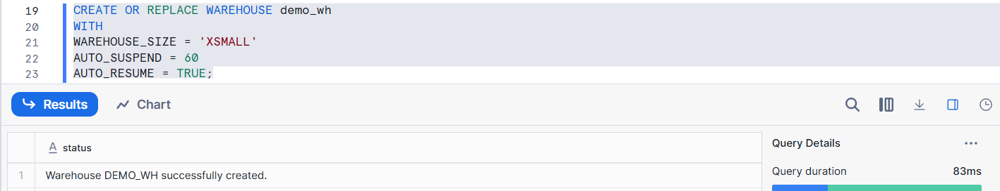 19 CREATE OR REPLACE WAREHOUSE demo_wh
20 WITH
21 WAREHOUSE_SIZE = 'XSMALL'
22 AUTO_SUSPEND = 60
23 AUTO_RESUME = TRUE;
Results Chart
A status
1 Warehouse DEMO_WH successfully created.
Query Details
Query duration 83ms